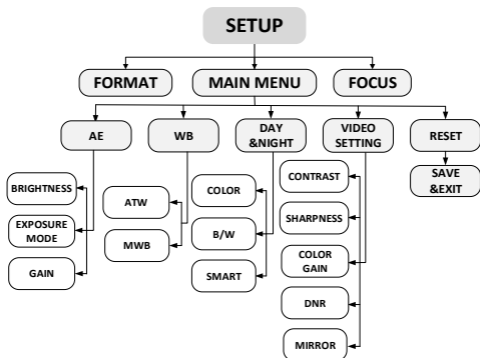 SETUP
FORMAT
MAIN MENU
FOCUS
AE
WB
DAY
&NIGHT
VIDEO
SETTING
RESET
SAVE
&EXIT
BRIGHTNESS
EXPOSURE
MODE
GAIN
ATW
MWB
COLOR
B/W
SMART
CONTRAST
SHARPNESS
COLOR
GAIN
DNR
MIRROR